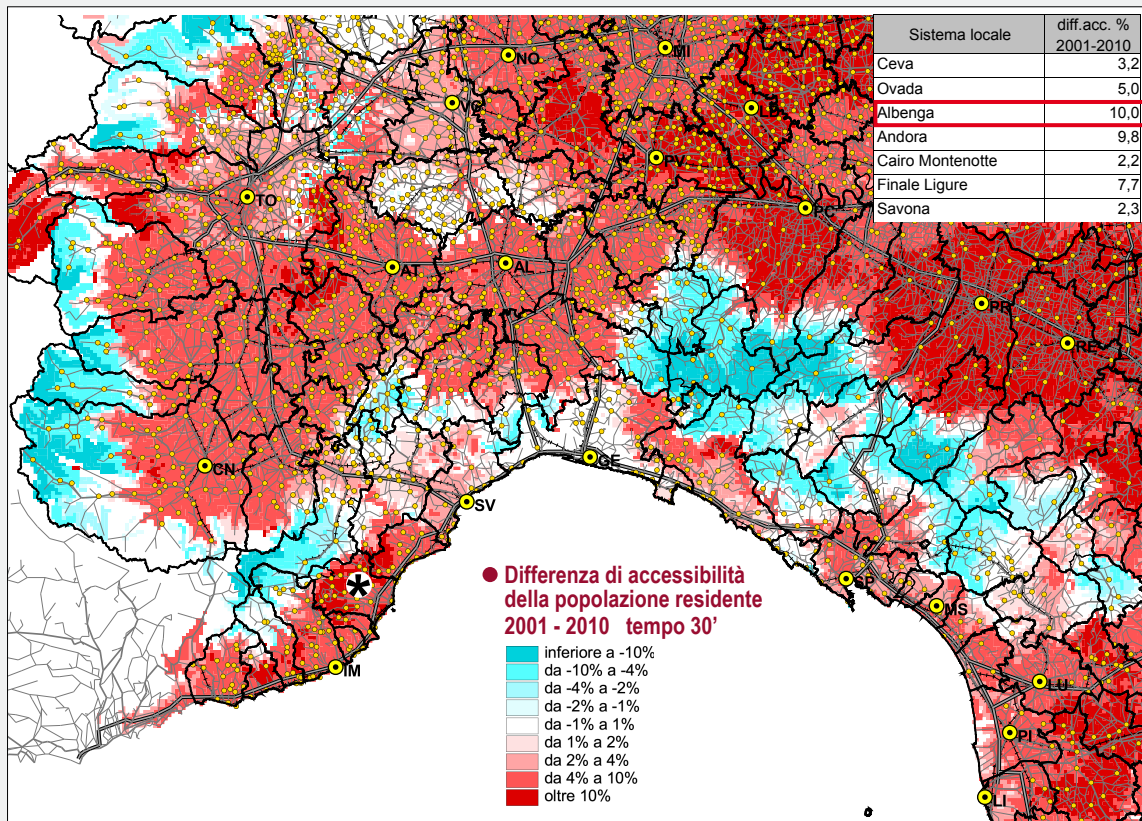 Sistema locale diff.acc. % 2001-2010
Ceva 3,2
Ovada 5,0
Albenga 10,0
Andora 9,8
Cairo Montenotte 2,2
Finale Ligure 7,7
Savona 2,3
NO
MI
VC
LD
PV
TO
PC
AT
AL
PR
RE
CN
GE
SV
SP
MS
IM
LU
PI
LI
*
● Differenza di accessibilità
della popolazione residente
2001 - 2010 tempo 30'
inferiore a -10%
da -10% a -4%
da -4% a -2%
da -2% a -1%
da -1% a 1%
da 1% a 2%
da 2% a 4%
da 4% a 10%
oltre 10%